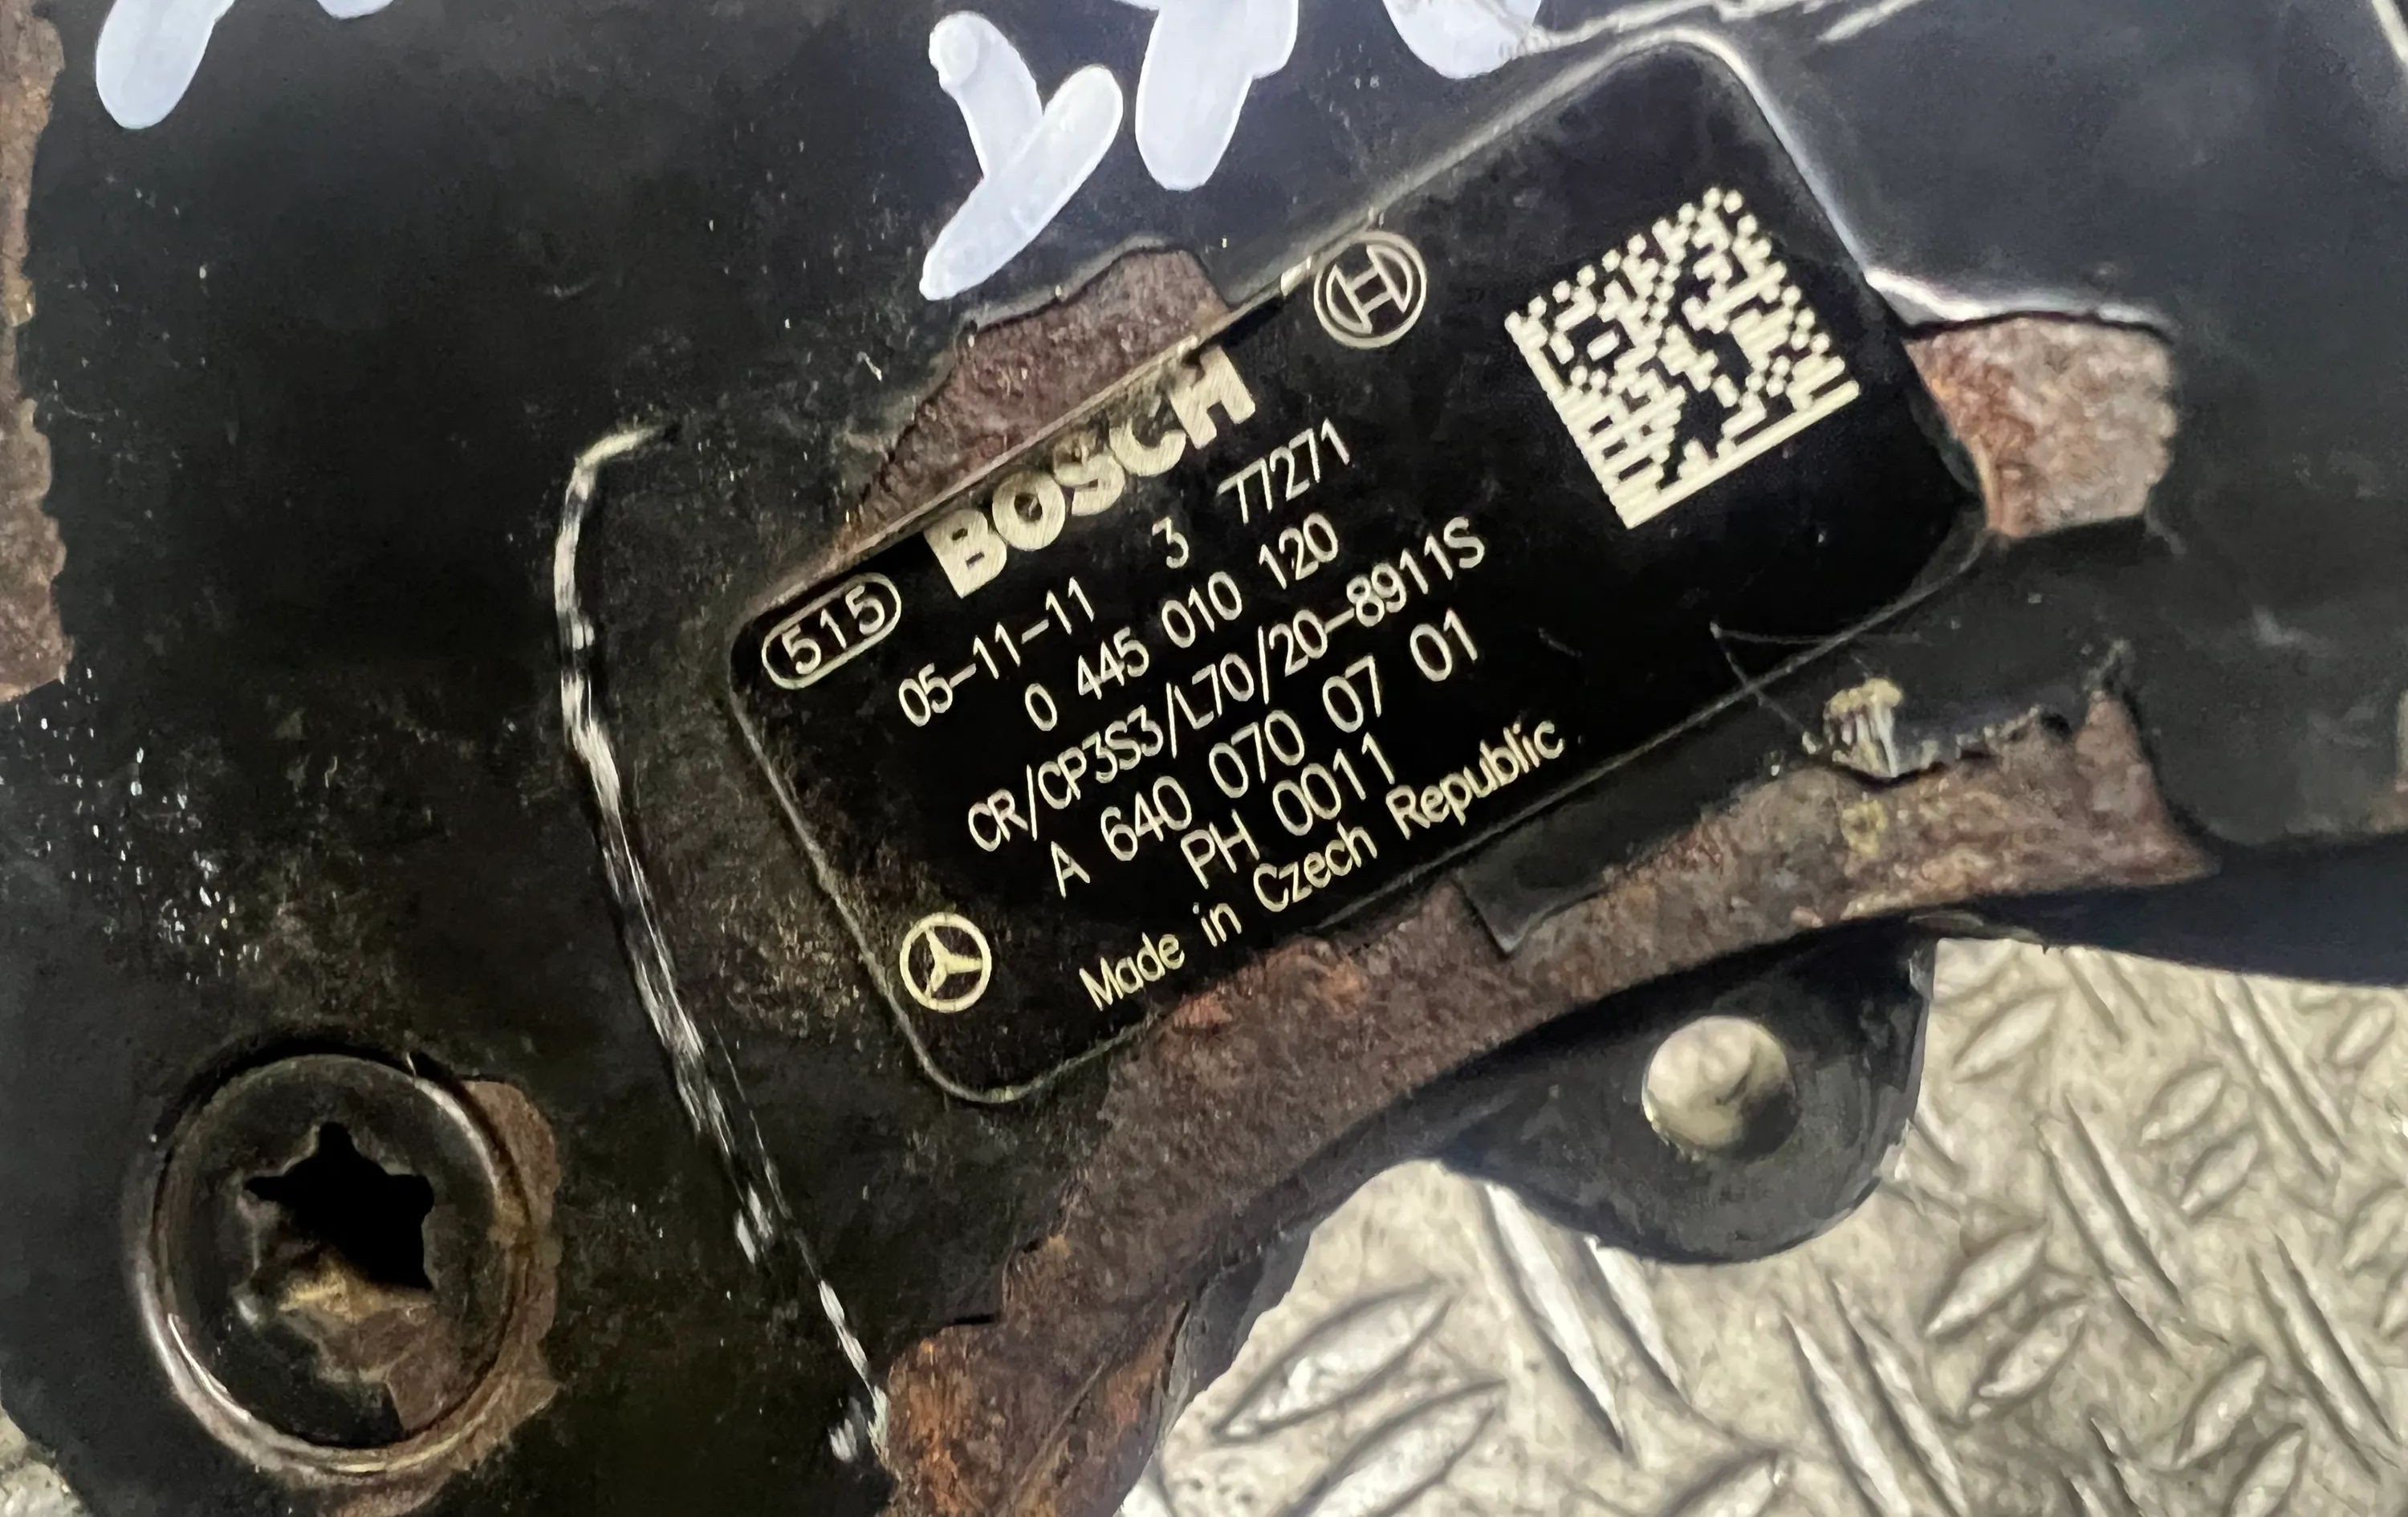 515 BOSCH
05-11-11 3 77271
0 445 010 120
CR/CP3S3/L70/20-8911S
A 640 070 07 01
PH 0011
Made in Czech Republic